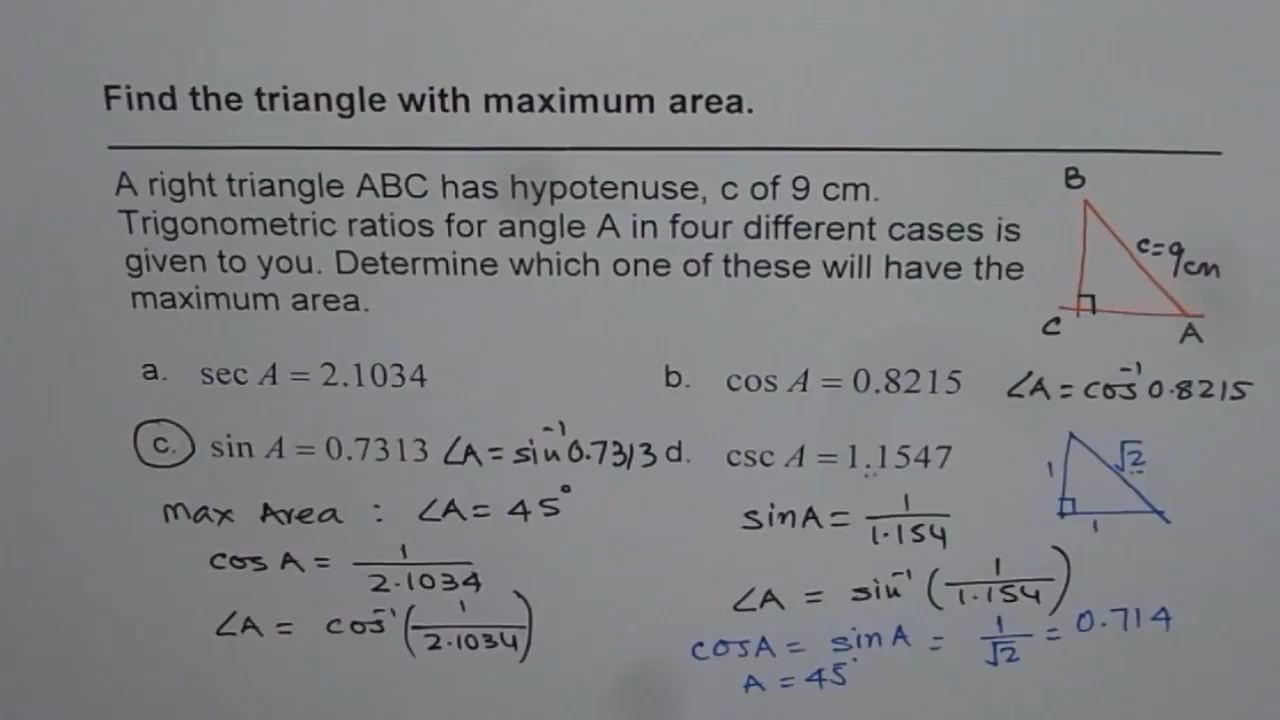 Find the triangle with maximum area.
A right triangle ABC has hypotenuse, c of 9 cm.
Trigonometric ratios for angle A in four different cases is
given to you. Determine which one of these will have the
maximum area.
B
c=9cm
C
A
a. sec A = 2.1034
b. cos A = 0.8215 ∠A = cos⁻¹ 0.8215
c. sin A = 0.7313 ∠A = sin⁻¹ 0.7313
d. csc A = 1.1547
1
√2
1
max Area : ∠A = 45°
cos A = 1/2.1034
∠A = cos⁻¹(1/2.1034)
sinA = 1/1.154
∠A = sin⁻¹(1/1.154)
cosA = sinA = 1/√2 = 0.714
A = 45°